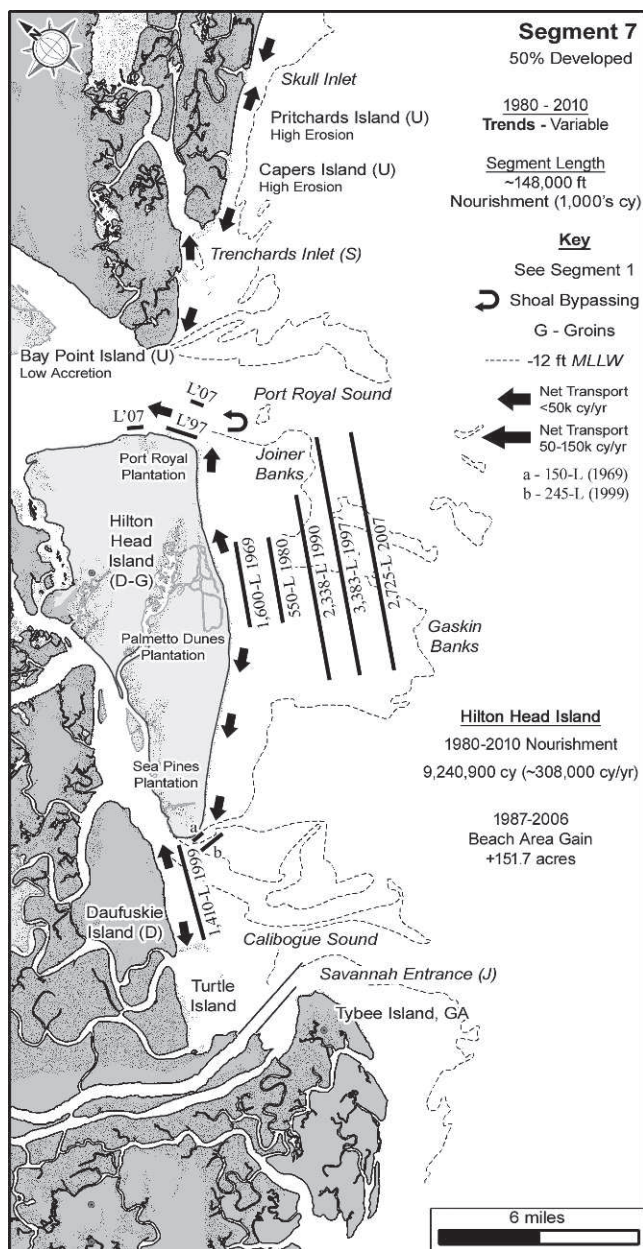 Segment 7
50% Developed
Skull Inlet
Pritchards Island (U)
High Erosion
1980 - 2010
Trends - Variable
Capers Island (U)
High Erosion
Segment Length
~148,000 ft
Nourishment (1,000's cy)
Trenchards Inlet (S)
Key
See Segment 1
Shoal Bypassing
G - Groins
-12 ft MLLW
Net Transport
<50k cy/yr
Net Transport
50-150k cy/yr
a - 150-L (1969)
b - 245-L (1999)
Bay Point Island (U)
Low Accretion
Port Royal Sound
L'07
L'07
L'97
Joiner
Banks
Port Royal
Plantation
Hilton
Head
Island
(D-G)
1,600-L 1969
550-L 1980
2,338-L 1990
3,383-L 1997
2,725-L 2007
Gaskin
Banks
Palmetto Dunes
Plantation
Hilton Head Island
1980-2010 Nourishment
9,240,900 cy (~308,000 cy/yr)
1987-2006
Beach Area Gain
+151.7 acres
Sea Pines
Plantation
a
b
1,410-L 1999
Daufuskie
Island (D)
Calibogue Sound
Savannah Entrance (J)
Turtle
Island
Tybee Island, GA
6 miles